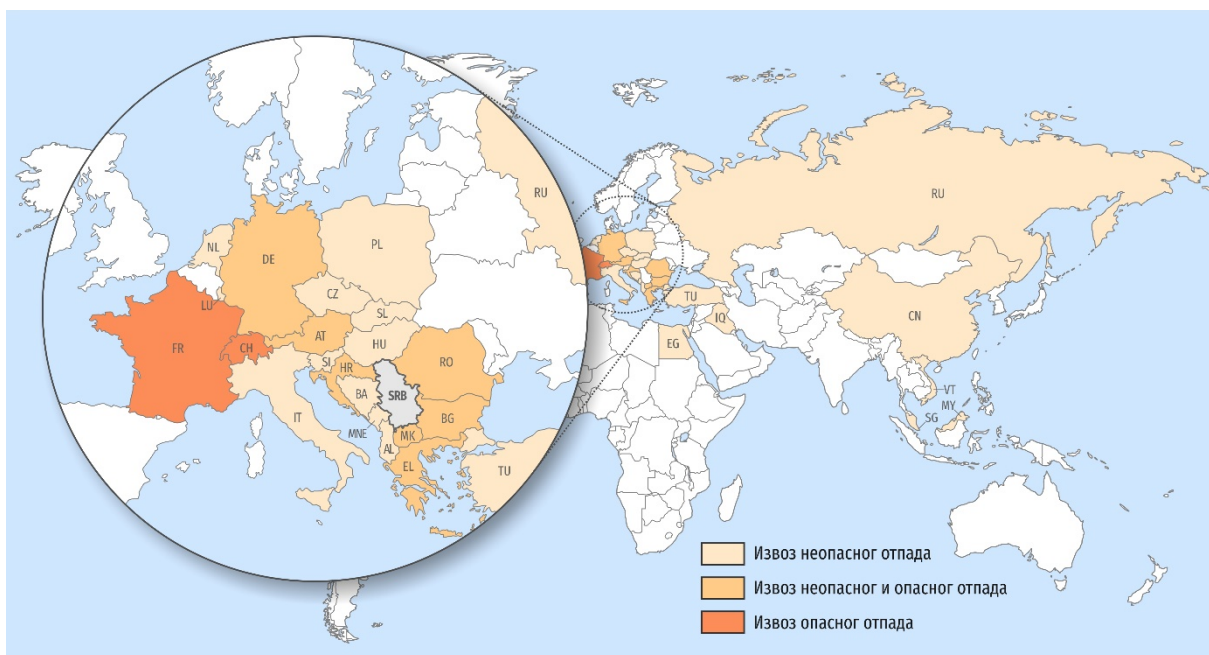 RU
NL
PL
DE
CZ
LU
SL
AT
FR
CH
HU
SI
HR
RO
BA
SRB
IT
BG
MNE
MK
AL
EL
TU
RU
TU
IQ
CN
EG
VT
MY
SG
Извоз неопасног отпада
Извоз неопасног и опасног отпада
Извоз опасног отпада